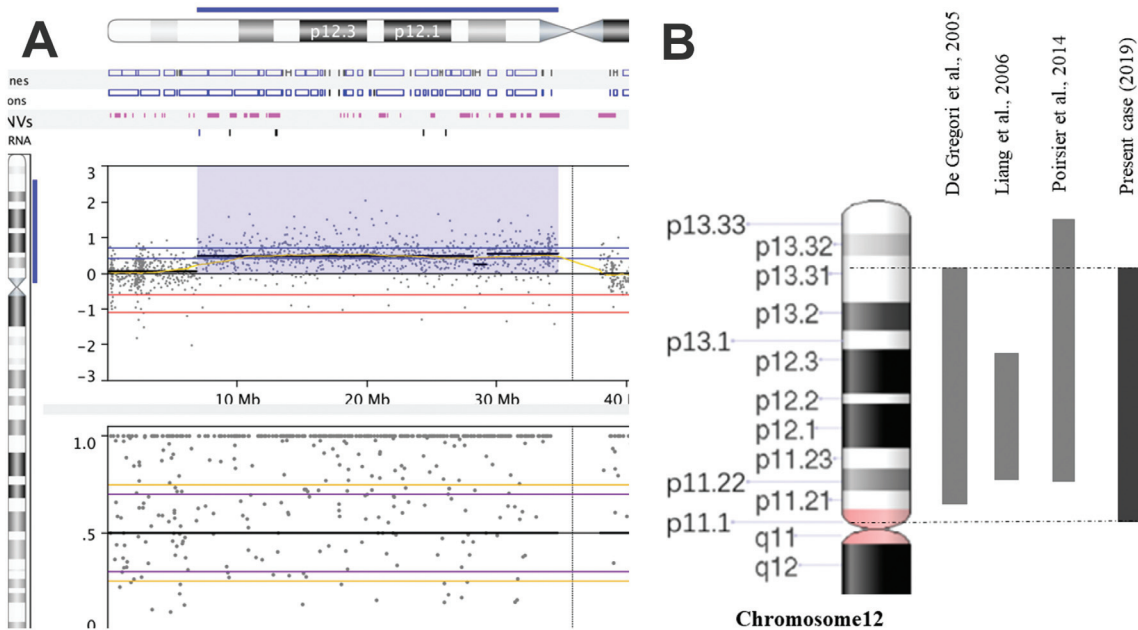 A
p12.3 p12.1
nes
ons
NVs
RNA
3
2
1
0
−1
−2
−3
10 Mb 20 Mb 30 Mb 40 M
1.0
.5
0
B
De Gregori et al., 2005
Liang et al., 2006
Poirsier et al., 2014
Present case (2019)
p13.33
p13.32
p13.31
p13.2
p13.1
p12.3
p12.2
p12.1
p11.23
p11.22
p11.21
p11.1
q11
q12
Chromosome12